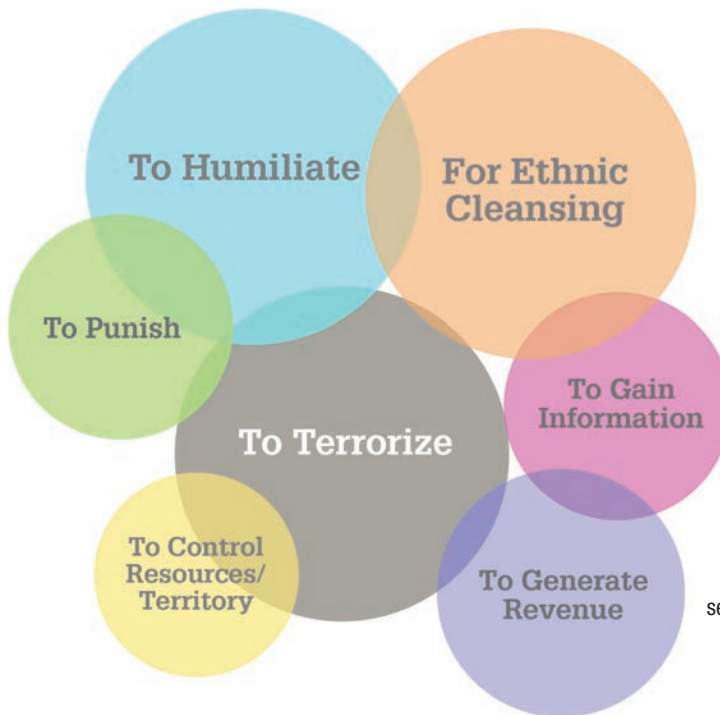 To Humiliate
For Ethnic
Cleansing
To Punish
To Gain
Information
To Terrorize
To Control
Resources/
Territory
To Generate
Revenue
se